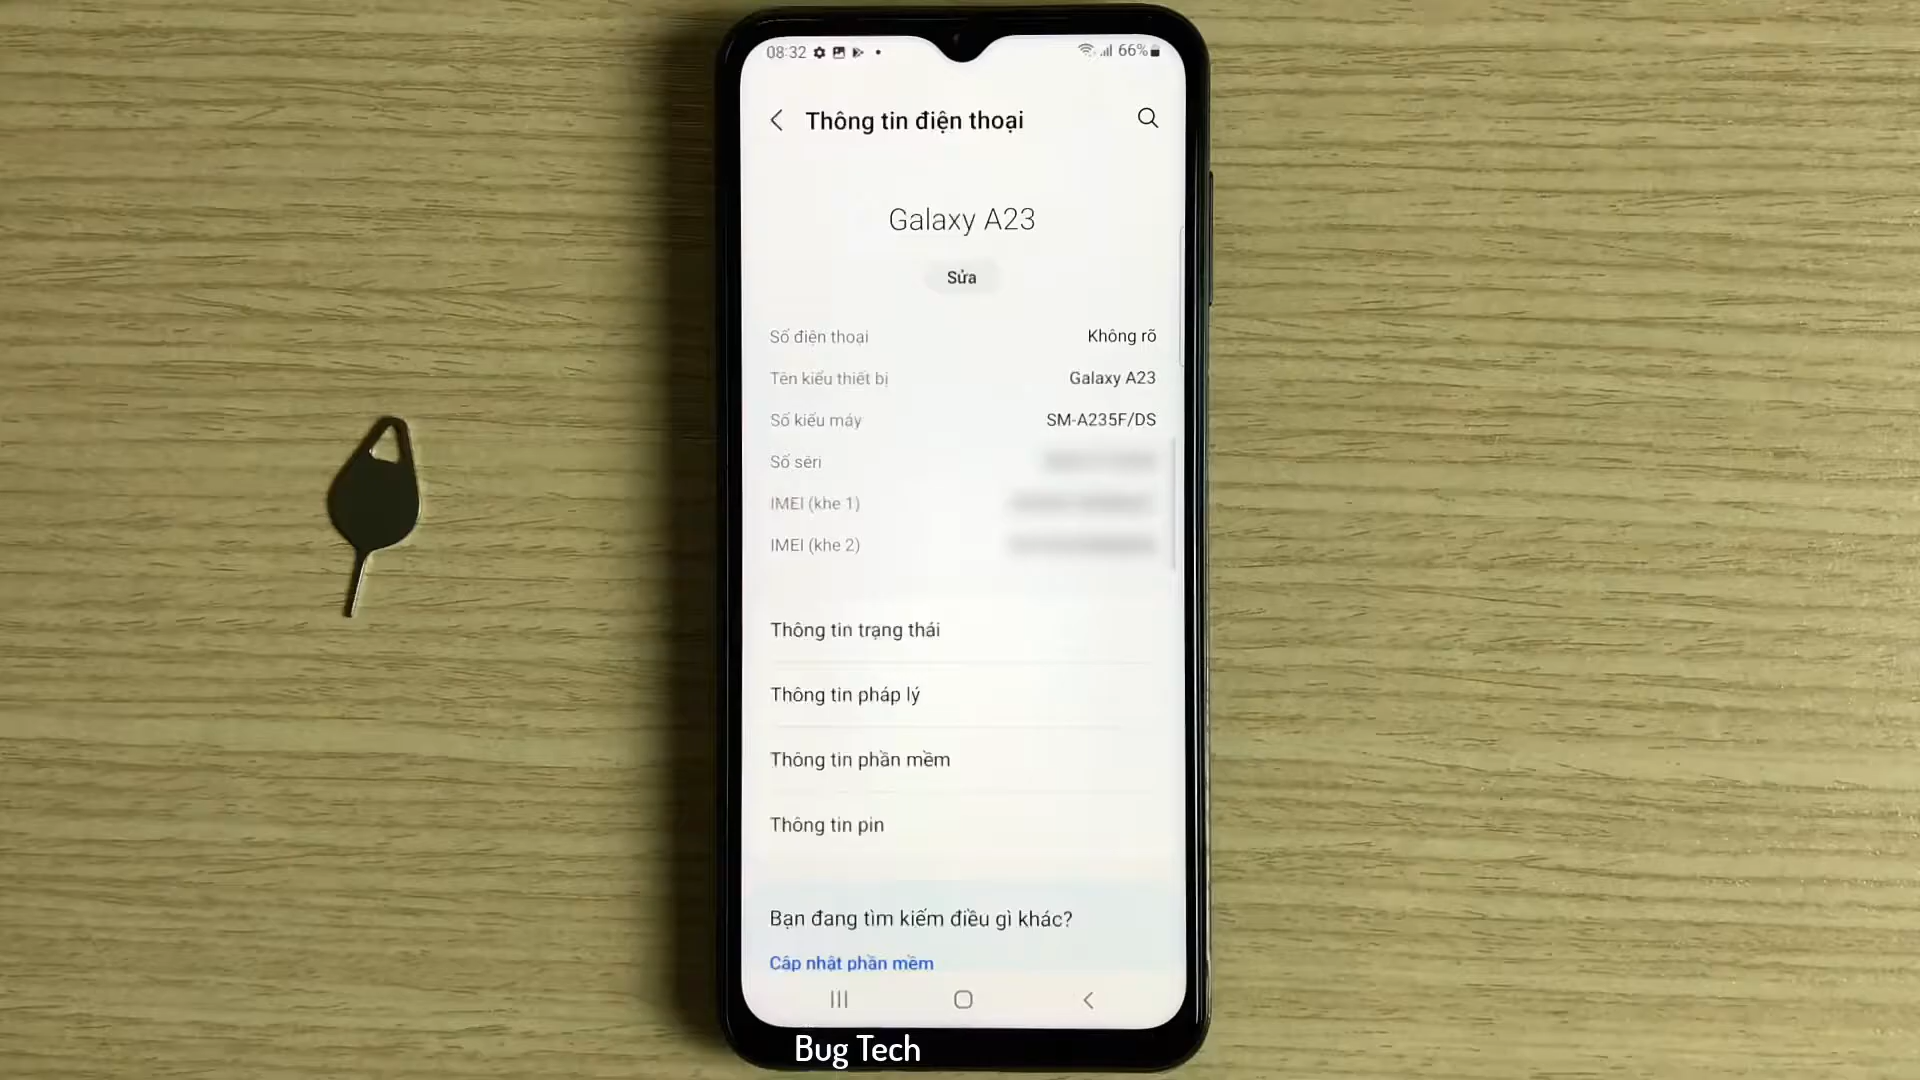 08:32
66%
Thông tin điện thoại
Galaxy A23
Sửa
Số điện thoại Không rõ
Tên kiểu thiết bị Galaxy A23
Số kiểu máy SM-A235F/DS
Số sêri
IMEI (khe 1)
IMEI (khe 2)
Thông tin trạng thái
Thông tin pháp lý
Thông tin phần mềm
Thông tin pin
Bạn đang tìm kiếm điều gì khác?
Cập nhật phần mềm
Bug Tech